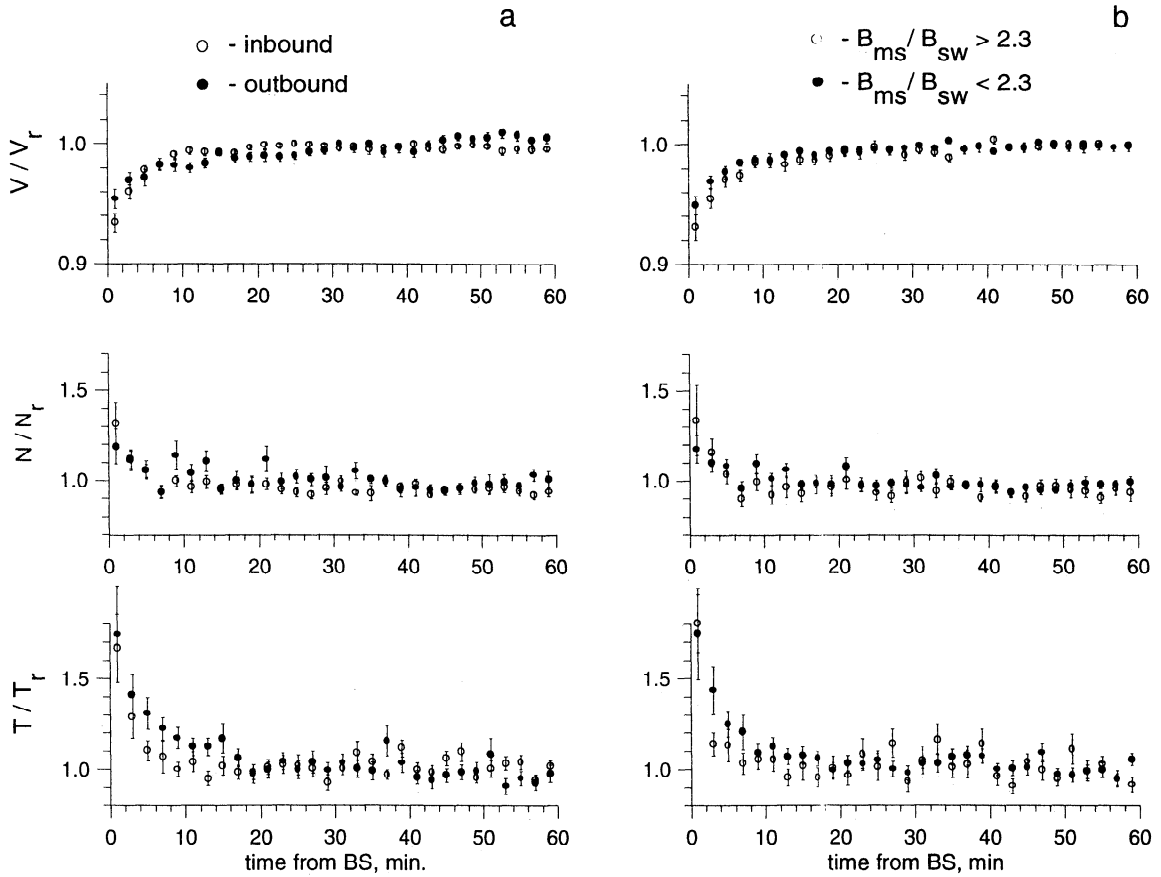 a
b
- inbound
- outbound
- B_ms / B_sw > 2.3
- B_ms / B_sw < 2.3
V / V_r
1.0
0.9
0 10 20 30 40 50 60
1.0
0.9
0 10 20 30 40 50 60
N / N_r
1.5
1.0
0 10 20 30 40 50 60
1.5
1.0
0 10 20 30 40 50 60
T / T_r
1.5
1.0
0 10 20 30 40 50 60
time from BS, min.
1.5
1.0
0 10 20 30 40 50 60
time from BS, min